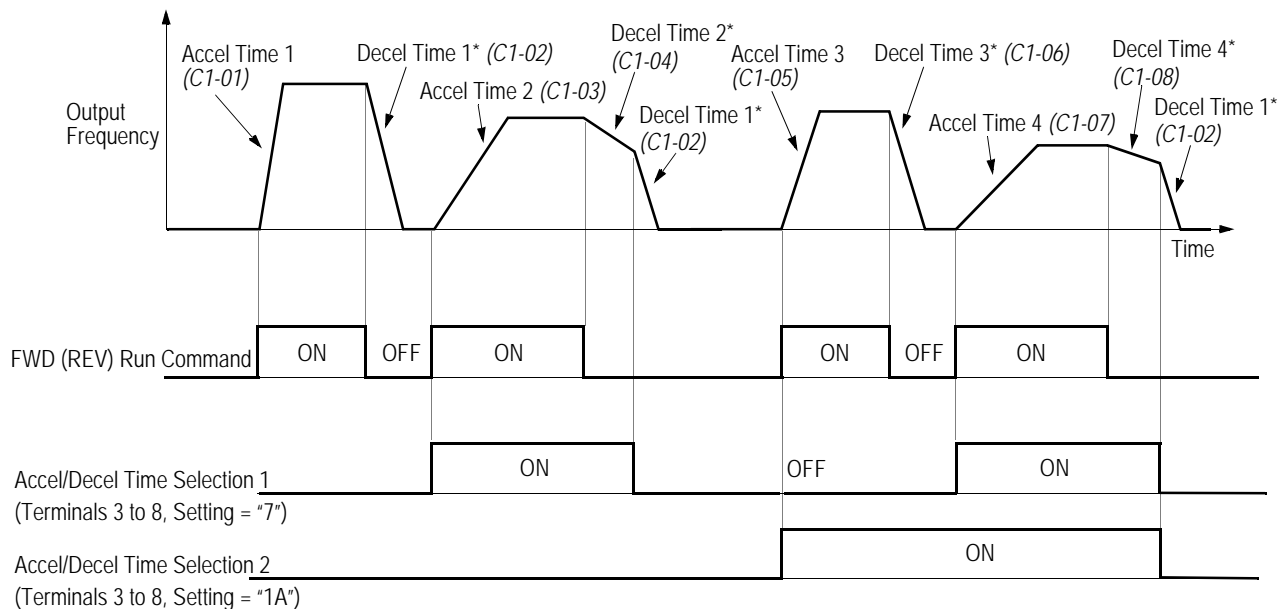 Accel Time 1
(C1-01)
Decel Time 1* (C1-02)
Accel Time 2 (C1-03)
Decel Time 2*
(C1-04)
Decel Time 1*
(C1-02)
Accel Time 3
(C1-05)
Decel Time 3* (C1-06)
Accel Time 4 (C1-07)
Decel Time 4*
(C1-08)
Decel Time 1*
(C1-02)
Output
Frequency
Time
FWD (REV) Run Command
ON
OFF
ON
ON
OFF
ON
Accel/Decel Time Selection 1
(Terminals 3 to 8, Setting = "7")
ON
OFF
ON
Accel/Decel Time Selection 2
(Terminals 3 to 8, Setting = "1A")
ON